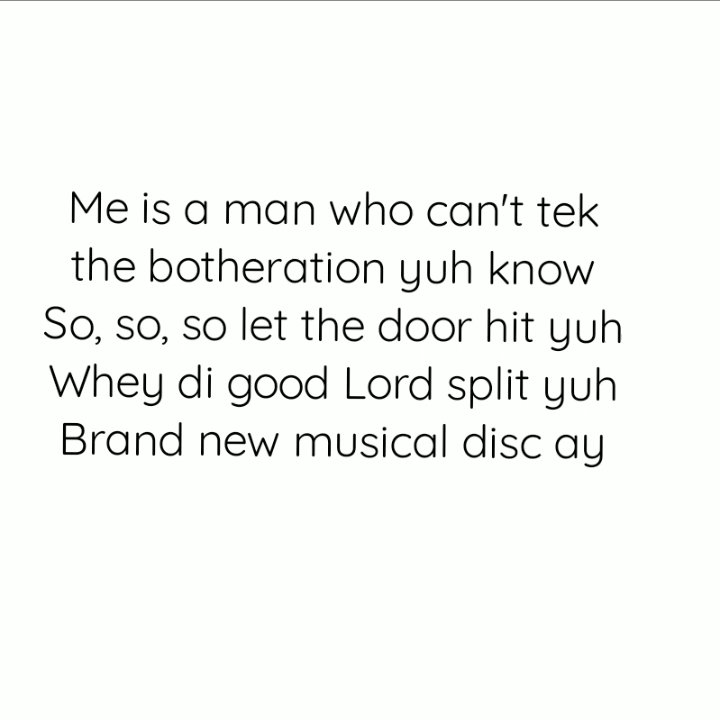 Me is a man who can't tek
the botheration yuh know
So, so, so let the door hit yuh
Whey di good Lord split yuh
Brand new musical disc ay